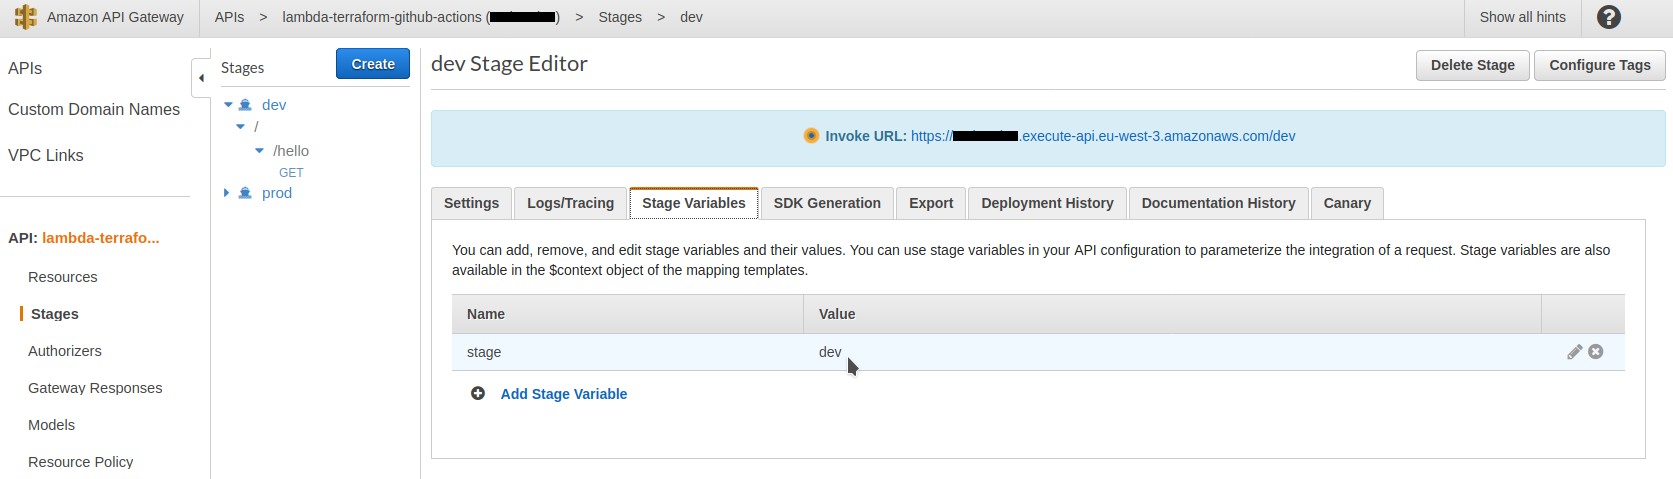 Amazon API Gateway
APIs > lambda-terraform-github-actions ( ) > Stages > dev
Show all hints
?
APIs
Custom Domain Names
VPC Links
API: lambda-terrafo...
Resources
Stages
Authorizers
Gateway Responses
Models
Resource Policy
Stages
Create
dev
/
/hello
GET
prod
dev Stage Editor
Delete Stage
Configure Tags
Invoke URL: https:// .execute-api.eu-west-3.amazonaws.com/dev
Settings
Logs/Tracing
Stage Variables
SDK Generation
Export
Deployment History
Documentation History
Canary
You can add, remove, and edit stage variables and their values. You can use stage variables in your API configuration to parameterize the integration of a request. Stage variables are also
available in the $context object of the mapping templates.
Name Value
stage dev
Add Stage Variable